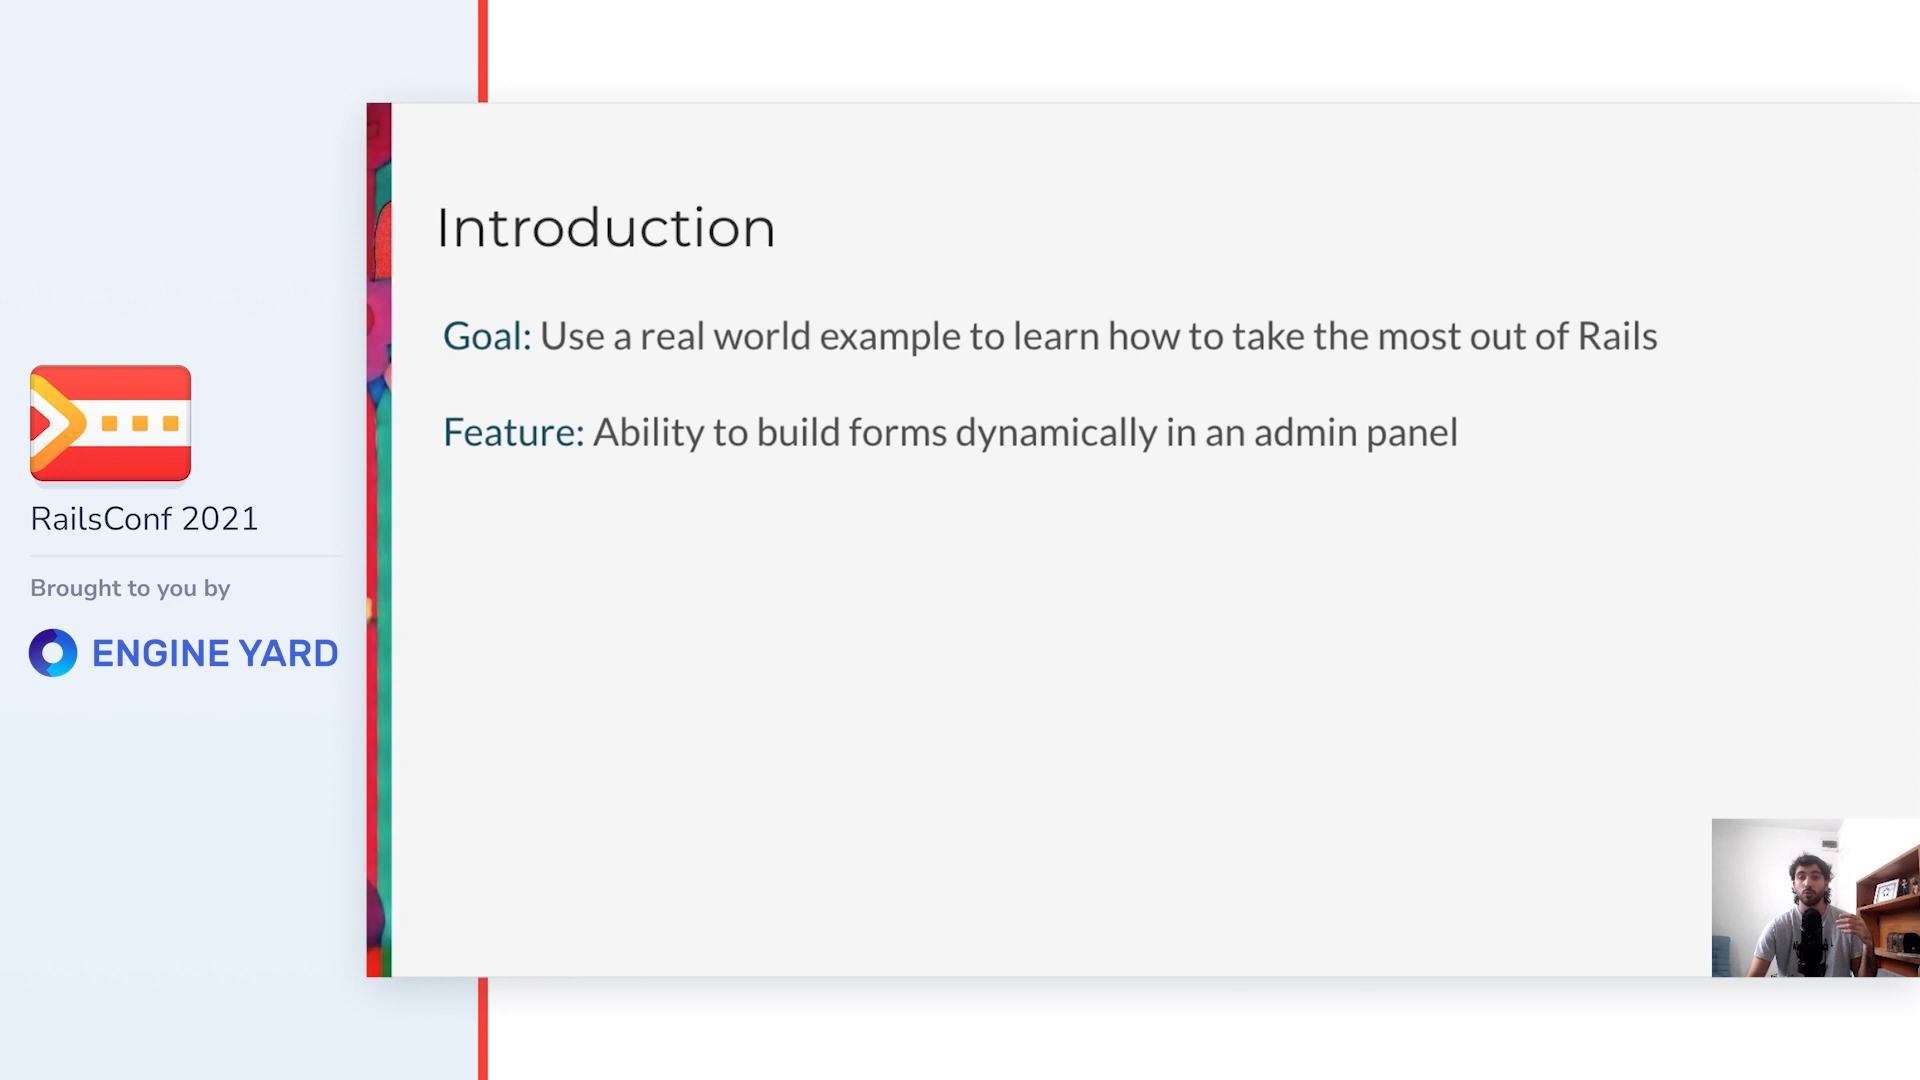 Introduction
Goal: Use a real world example to learn how to take the most out of Rails
Feature: Ability to build forms dynamically in an admin panel
RailsConf 2021
Brought to you by
ENGINE YARD